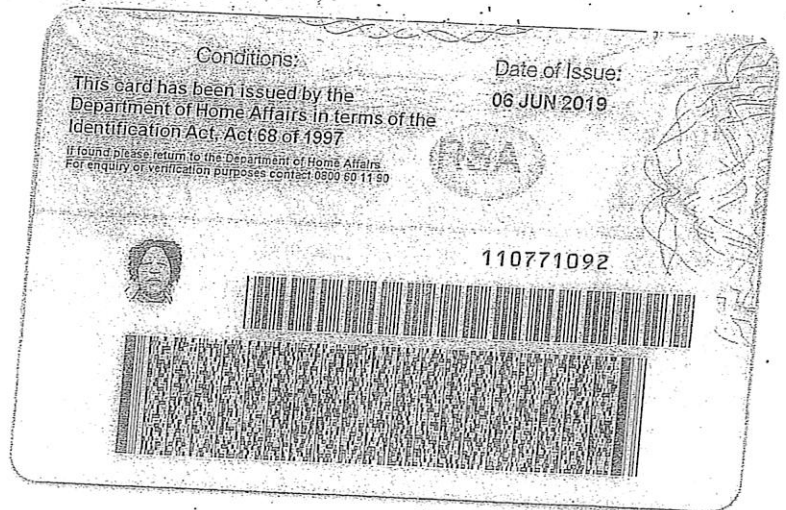 Conditions:
This card has been issued by the
Department of Home Affairs in terms of the
Identification Act, Act 68 of 1997
If found please return to the Department of Home Affairs
For enquiry or verification purposes contact 0800 60 11 90
Date of Issue:
06 JUN 2019
RSA
110771092